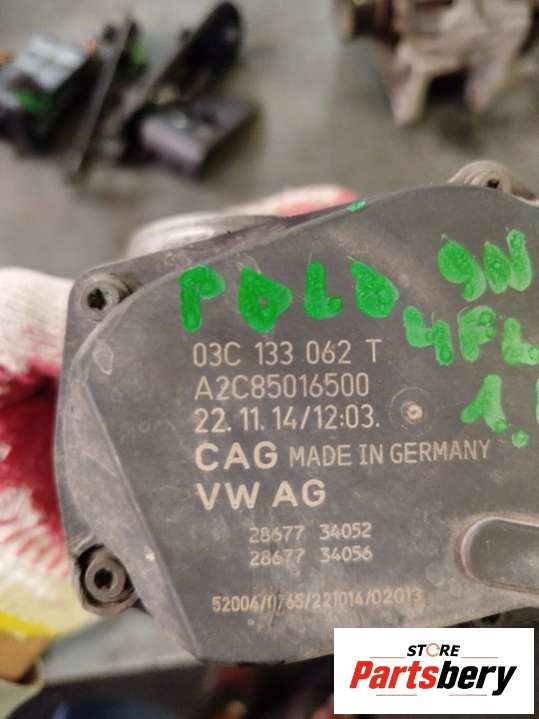 POLO 9N
4FL
1.
03C 133 062 T
A2C85016500
22.11.14/12:03.
CAG MADE IN GERMANY
VW AG
28677 34052
28677 34056
52004/0765/221014/02013
STORE
Partsbery